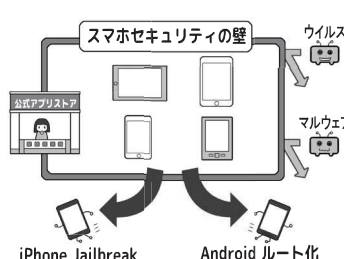 スマホセキュリティの壁
ウイルス
公式アプリストア
マルウェア
iPhone Jailbreak
Android ルート化